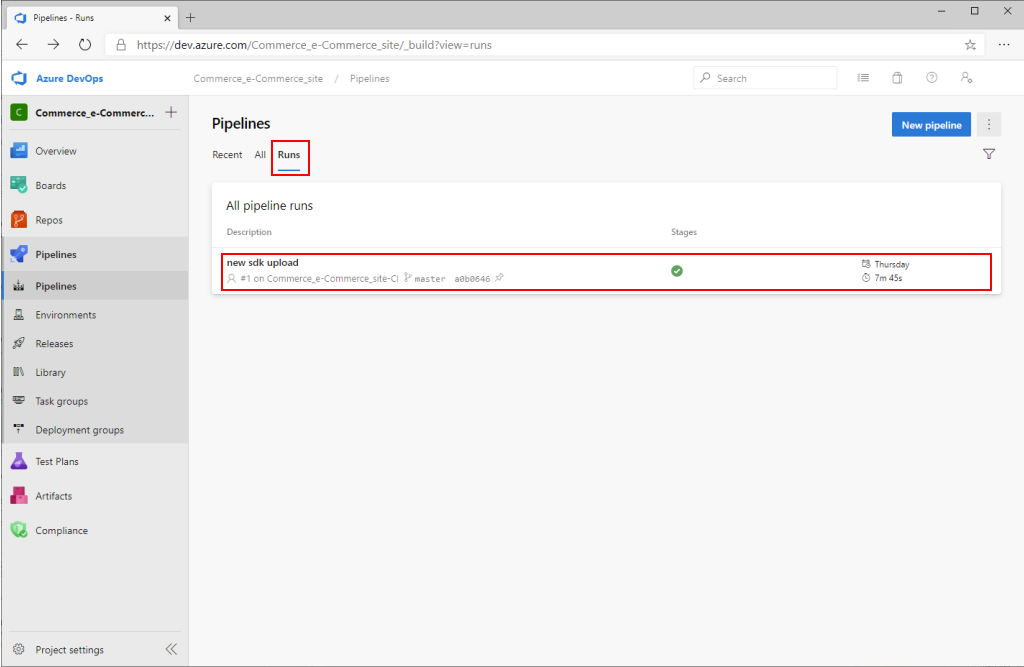 Pipelines - Runs
https://dev.azure.com/Commerce_e-Commerce_site/_build?view=runs
Azure DevOps
Commerce_e-Commerce_site / Pipelines
Search
C Commerce_e-Commerc...
Overview
Boards
Repos
Pipelines
Pipelines
Environments
Releases
Library
Task groups
Deployment groups
Test Plans
Artifacts
Compliance
Project settings
Pipelines
New pipeline
Recent All Runs
All pipeline runs
Description Stages
new sdk upload
#1 on Commerce_e-Commerce_site-CI master a0b0646
Thursday
7m 45s